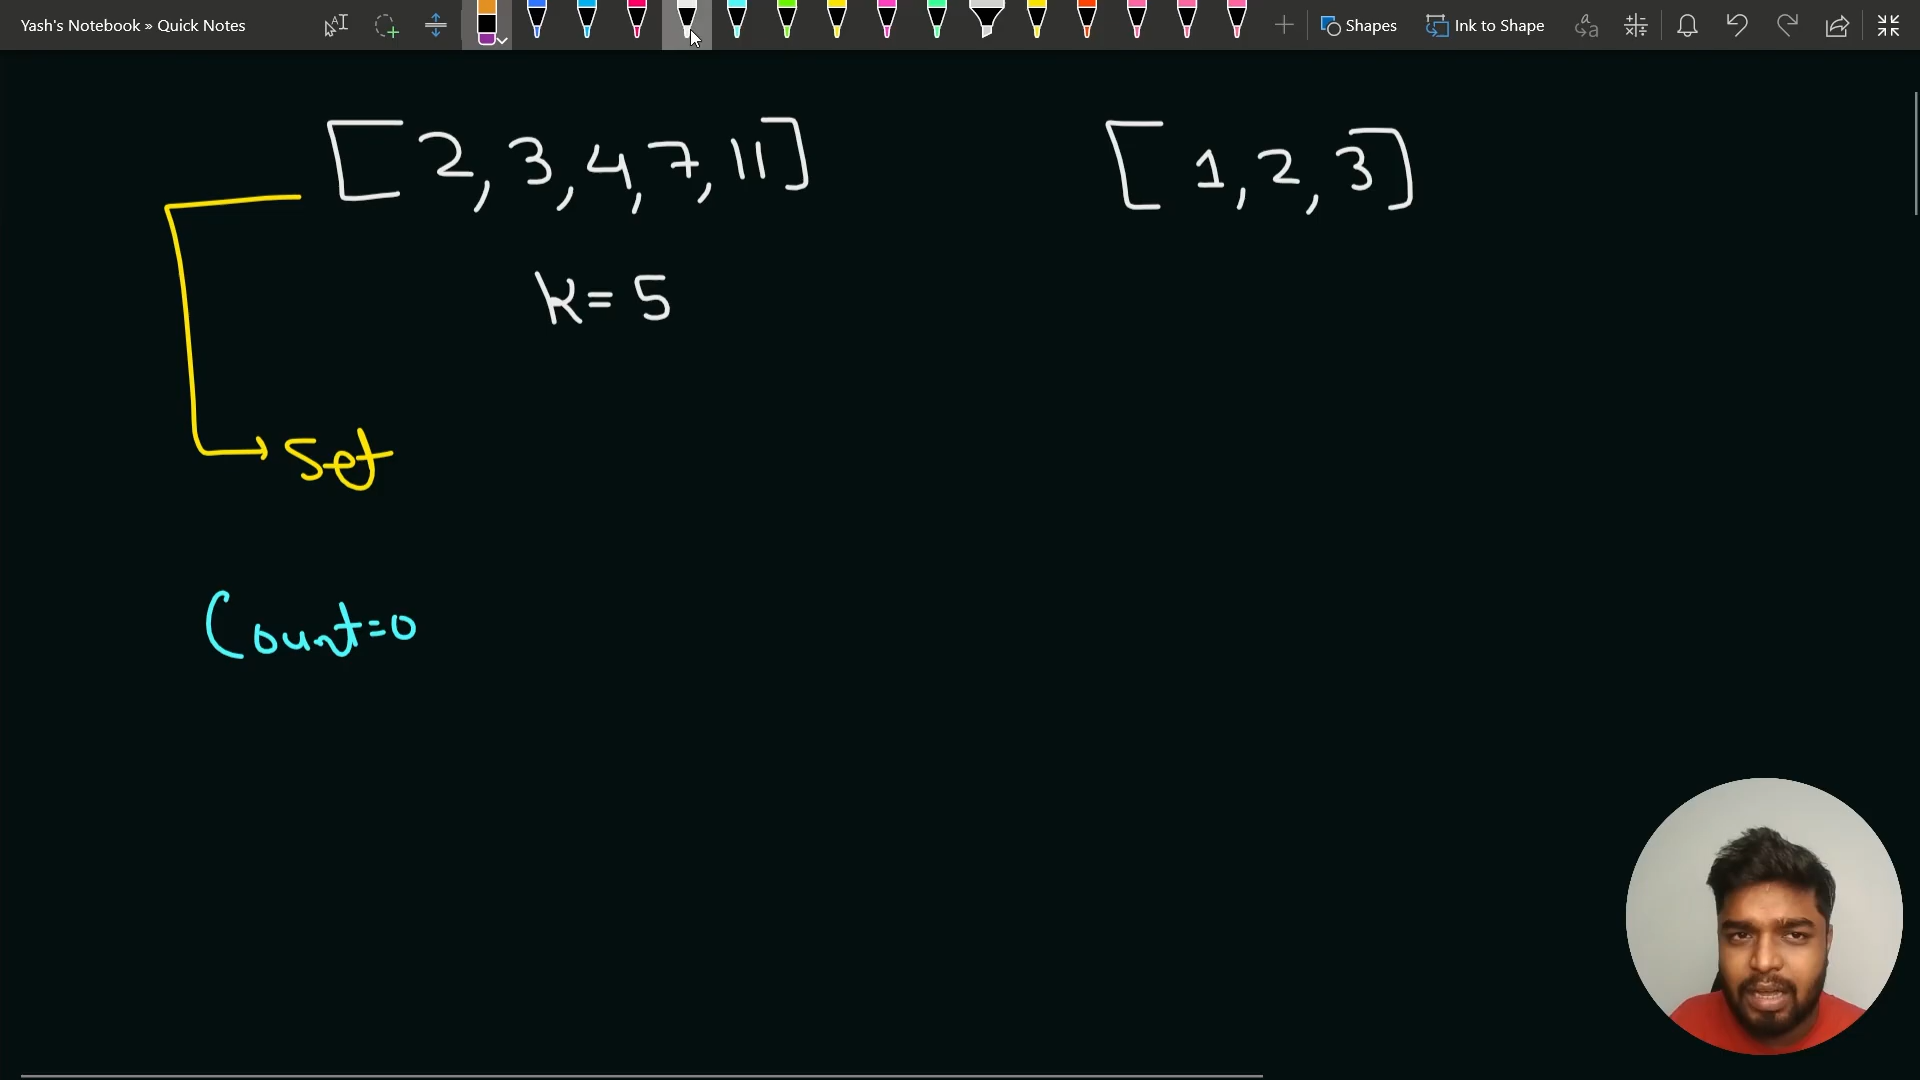 Yash's Notebook » Quick Notes
Shapes
Ink to Shape
[2, 3, 4, 7, 11]
[1, 2, 3]
k = 5
Set
Count=0